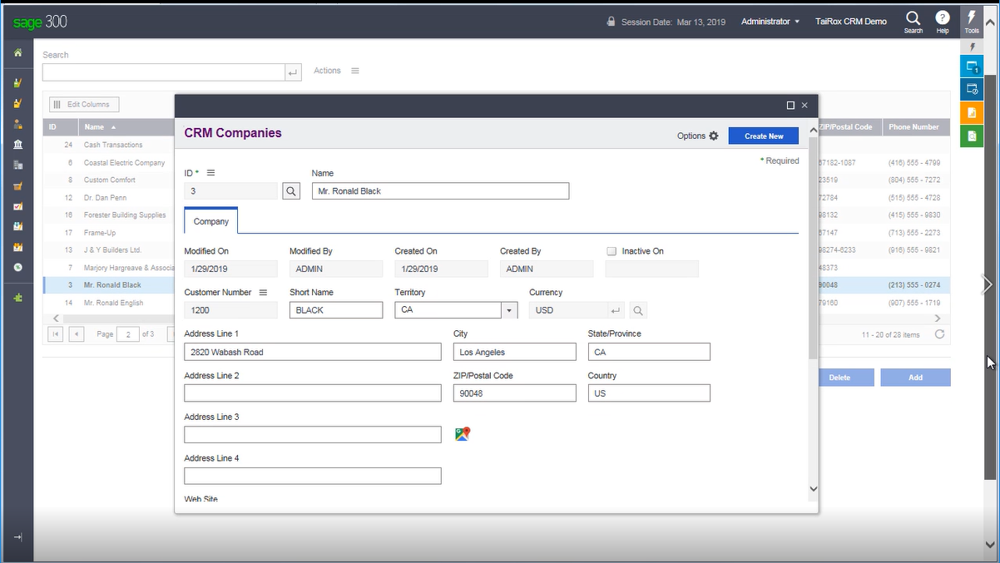 sage 300
Session Date: Mar 13, 2019
Administrator
TaiRox CRM Demo
Search
Help
Tools
Search
Actions
1
Edit Columns
ID
Name
ZIP/Postal Code
Phone Number
24 Cash Transactions
6 Coastal Electric Company 67182-1087 (416) 555 - 4799
8 Custom Comfort 23519 (804) 555 - 7272
12 Dr. Dan Penn 72784 (515) 555 - 4728
16 Forester Building Supplies 98132 (415) 555 - 9830
17 Frame-Up 67147 (713) 555 - 2273
13 J & Y Builders Ltd. 98274-6233 (916) 555 - 9821
7 Marjory Hargreave & Associa 48373
3 Mr. Ronald Black 90048 (213) 555 - 0274
14 Mr. Ronald English 79160 (907) 555 - 1719
Page 2 of 3
11 - 20 of 28 items
Delete
Add
CRM Companies
Options
Create New
* Required
ID *
Name
3
Mr. Ronald Black
Company
Modified On
Modified By
Created On
Created By
Inactive On
1/29/2019
ADMIN
1/29/2019
ADMIN
Customer Number
Short Name
Territory
Currency
1200
BLACK
CA
USD
Address Line 1
City
State/Province
2820 Wabash Road
Los Angeles
CA
Address Line 2
ZIP/Postal Code
Country
90048
US
Address Line 3
Address Line 4
Web Site